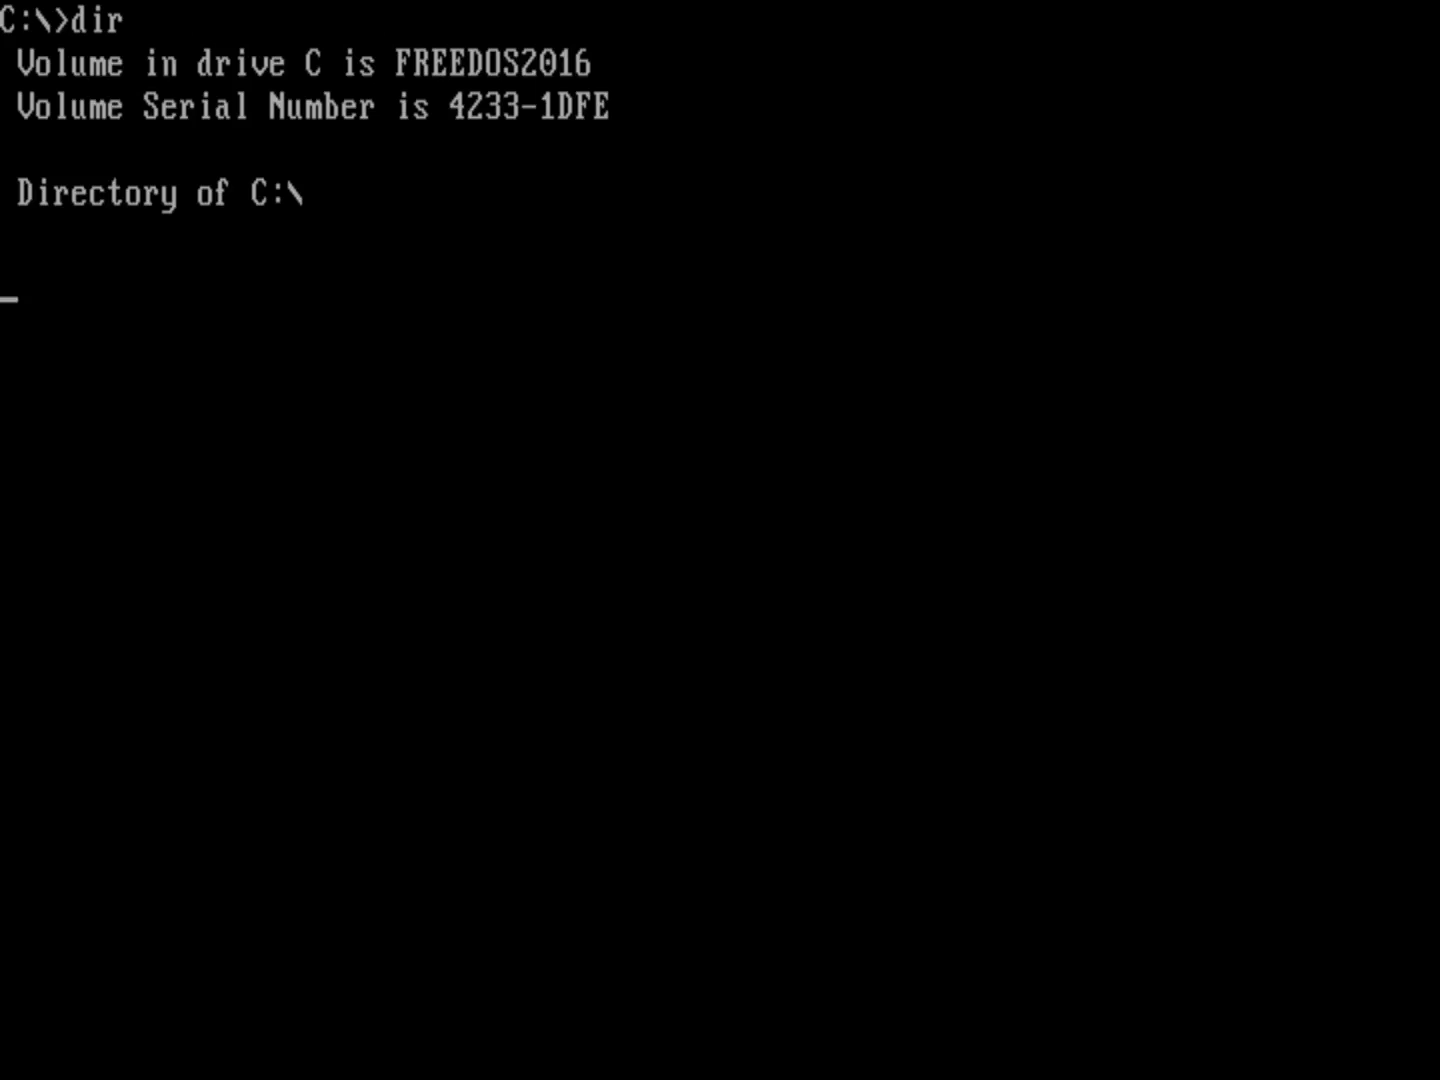 C:\>dir
Volume in drive C is FREEDOS2016
Volume Serial Number is 4233-1DFE
Directory of C:\